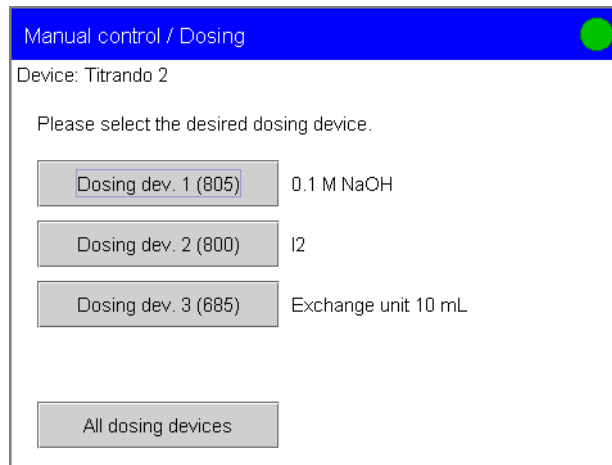 Manual control / Dosing
Device: Titrando 2
Please select the desired dosing device.
Dosing dev. 1 (805) 0.1 M NaOH
Dosing dev. 2 (800) I2
Dosing dev. 3 (685) Exchange unit 10 mL
All dosing devices